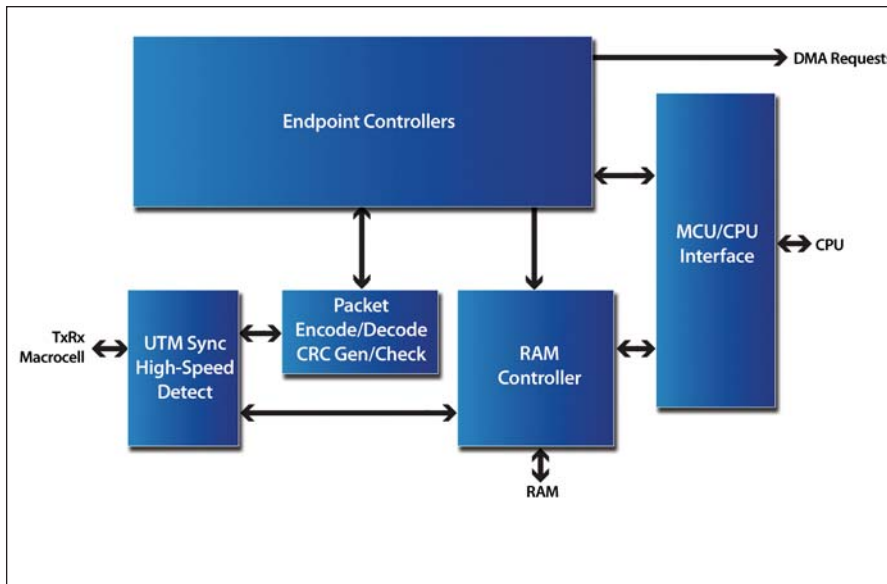 Endpoint Controllers
DMA Requests
MCU/CPU
Interface
CPU
Packet
Encode/Decode
CRC Gen/Check
TxRx
Macrocell
UTM Sync
High-Speed
Detect
RAM
Controller
RAM